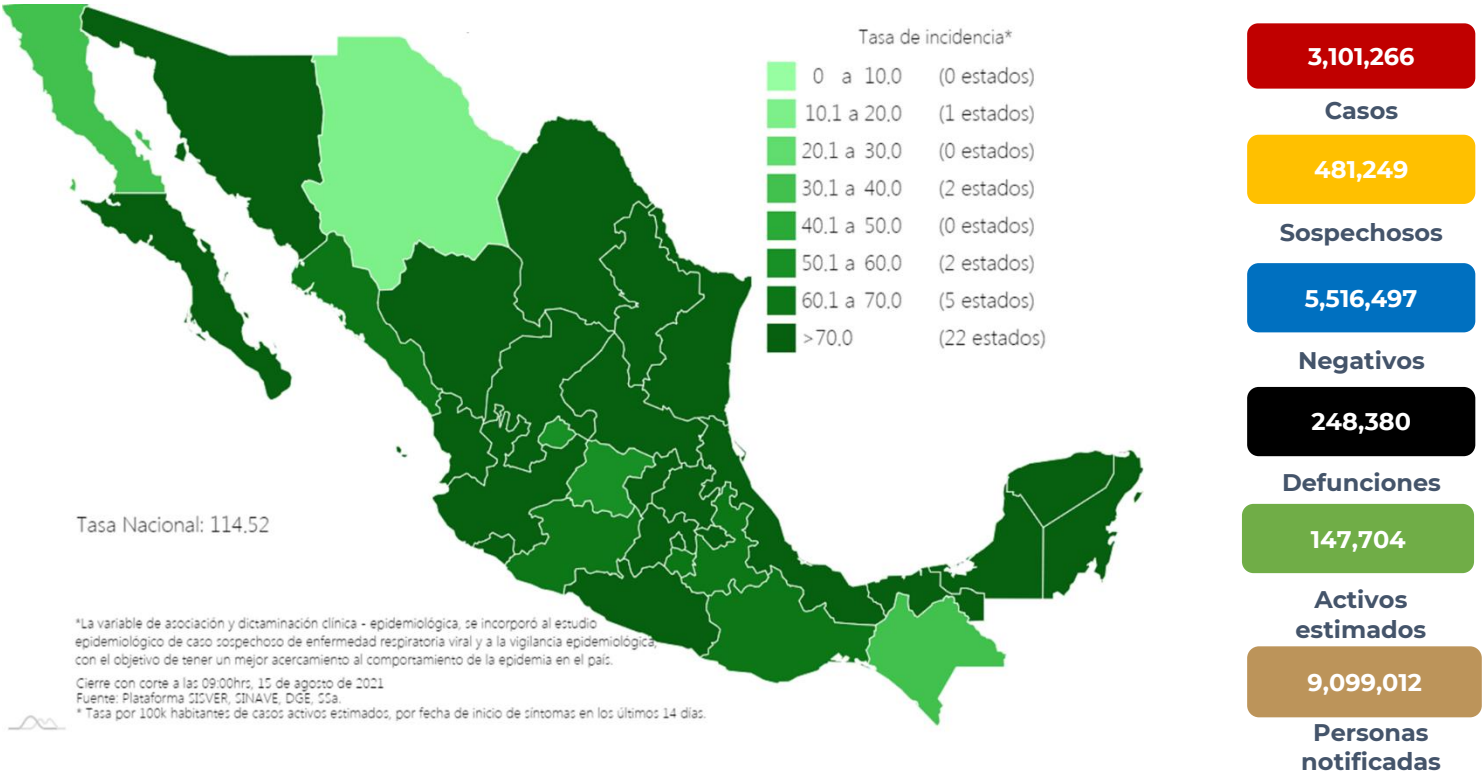 Tasa de incidencia*
0 a 10.0 (0 estados)
10.1 a 20.0 (1 estados)
20.1 a 30.0 (0 estados)
30.1 a 40.0 (2 estados)
40.1 a 50.0 (0 estados)
50.1 a 60.0 (2 estados)
60.1 a 70.0 (5 estados)
>70.0 (22 estados)
Tasa Nacional: 114.52
*La variable de asociación y dictaminación clínica - epidemiológica, se incorporó al estudio
epidemiológico de caso sospechoso de enfermedad respiratoria viral y a la vigilancia epidemiológica,
con el objetivo de tener un mejor acercamiento al comportamiento de la epidemia en el país.
Cierre con corte a las 09:00hrs, 15 de agosto de 2021
Fuente: Plataforma SISVER, SINAVE, DGE, SSa.
* Tasa por 100k habitantes de casos activos estimados, por fecha de inicio de síntomas en los últimos 14 días.
3,101,266
Casos
481,249
Sospechosos
5,516,497
Negativos
248,380
Defunciones
147,704
Activos
estimados
9,099,012
Personas
notificadas